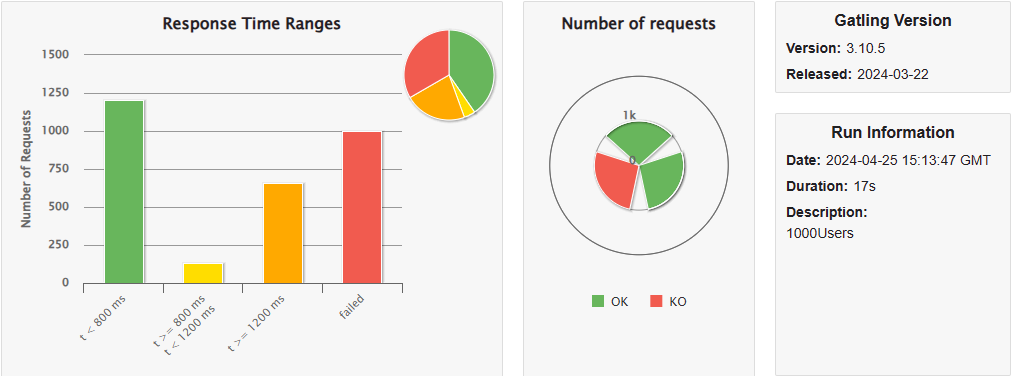 Response Time Ranges
Number of Requests
1500
1250
1000
750
500
250
0
t < 800 ms
t >= 800 ms
t < 1200 ms
t >= 1200 ms
failed
Number of requests
1k
0
OK
KO
Gatling Version
Version: 3.10.5
Released: 2024-03-22
Run Information
Date: 2024-04-25 15:13:47 GMT
Duration: 17s
Description:
1000Users